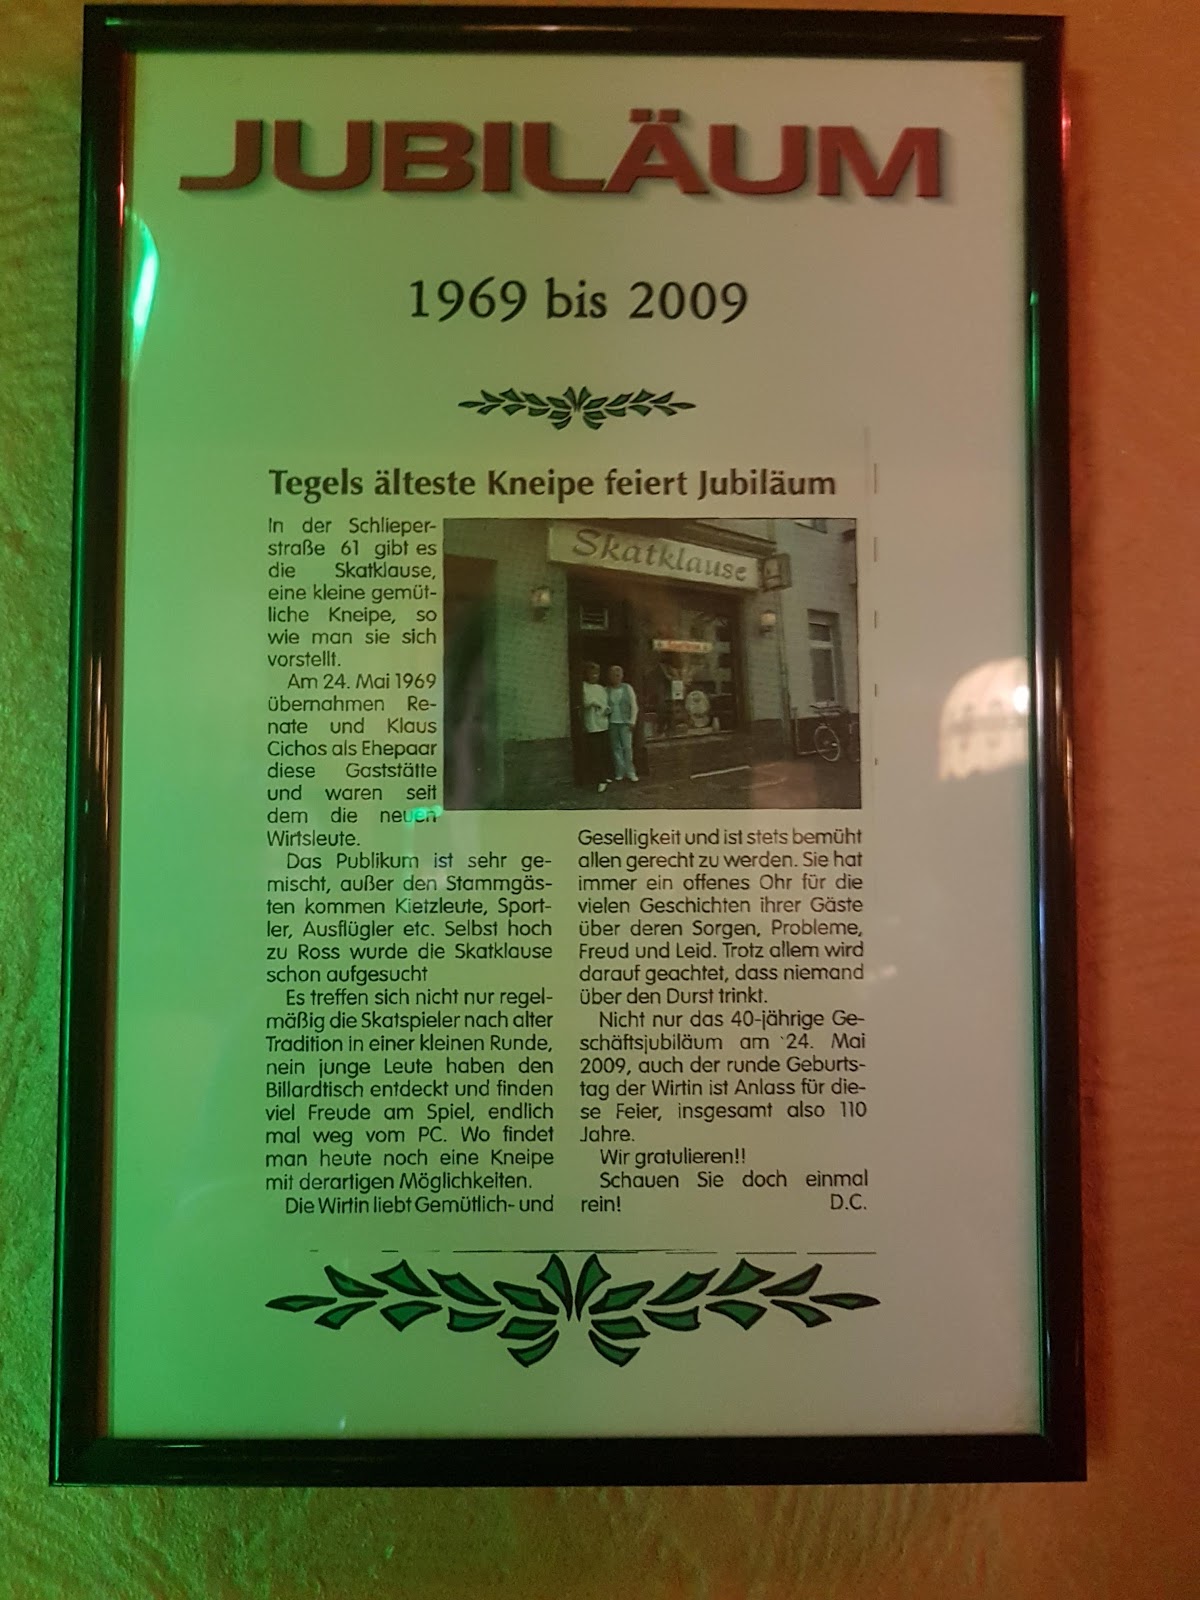 JUBILÄUM
1969 bis 2009
Tegels älteste Kneipe feiert Jubiläum
In der Schlieper-
straße 61 gibt es
die Skatklause,
eine kleine gemüt-
liche Kneipe, so
wie man sie sich
vorstellt.
Am 24. Mai 1969
übernahmen Re-
nate und Klaus
Cichos als Ehepaar
diese Gaststätte
und waren seit
dem die neuen
Wirtsleute.
Das Publikum ist sehr ge-
mischt, außer den Stammgäs-
ten kommen Kietzleute, Sport-
ler, Ausflügler etc. Selbst hoch
zu Ross wurde die Skatklause
schon aufgesucht
Es treffen sich nicht nur regel-
mäßig die Skatspieler nach alter
Tradition in einer kleinen Runde,
nein junge Leute haben den
Billardtisch entdeckt und finden
viel Freude am Spiel, endlich
mal weg vom PC. Wo findet
man heute noch eine Kneipe
mit derartigen Möglichkeiten.
Die Wirtin liebt Gemütlich- und
Skatklause
Geselligkeit und ist stets bemüht
allen gerecht zu werden. Sie hat
immer ein offenes Ohr für die
vielen Geschichten ihrer Gäste
über deren Sorgen, Probleme,
Freud und Leid. Trotz allem wird
darauf geachtet, dass niemand
über den Durst trinkt.
Nicht nur das 40-jährige Ge-
schäftsjubiläum am 24. Mai
2009, auch der runde Geburts-
tag der Wirtin ist Anlass für die-
se Feier, insgesamt also 110
Jahre.
Wir gratulieren!!
Schauen Sie doch einmal
rein! D.C.